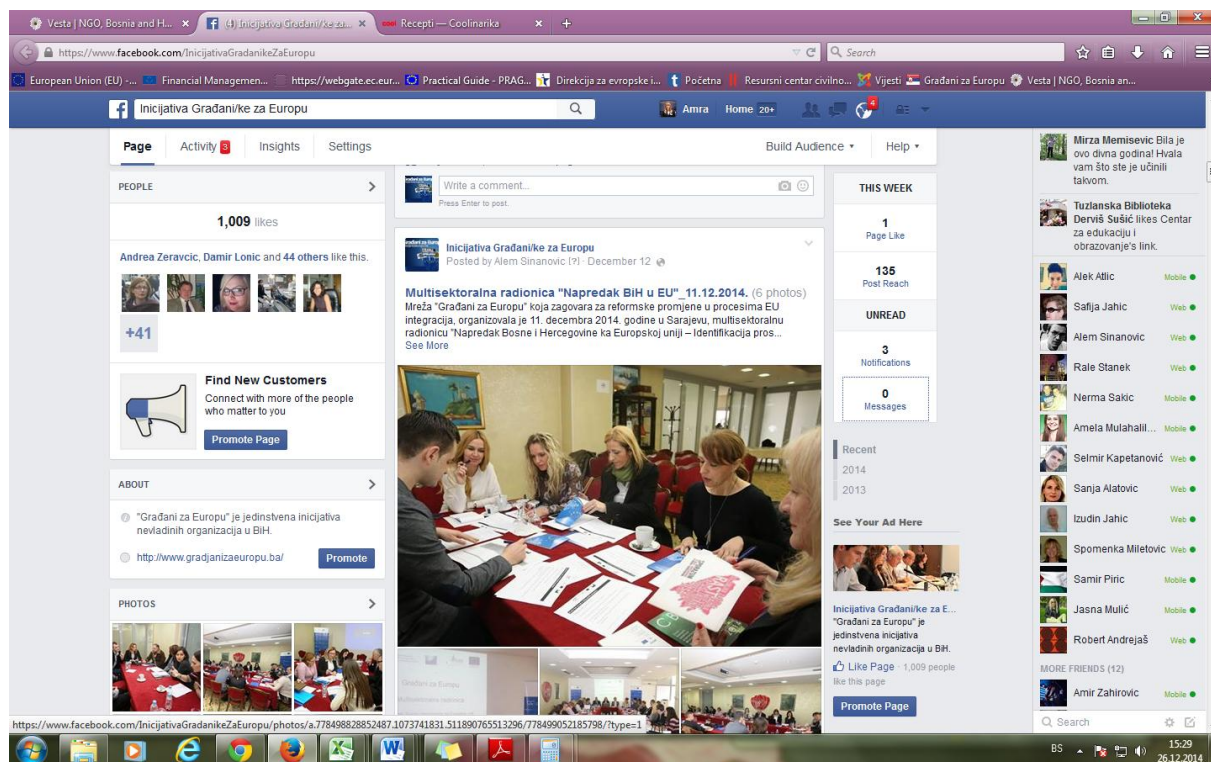 Vesta | NGO, Bosnia and H...
(4) Inicijativa Građani/ke za...
Recepti — Coolinarika
https://www.facebook.com/InicijativaGradanikeZaEuropu
Search
European Union (EU) -...
Financial Managemen...
https://webgate.ec.eur...
Practical Guide - PRAG...
Direkcija za evropske i...
Početna
Resursni centar civilno...
Vijesti
Građani za Europu
Vesta | NGO, Bosnia an...
Inicijativa Građani/ke za Europu
Amra
Home 20+
4
Page
Activity 3
Insights
Settings
Build Audience
Help
PEOPLE
1,009 likes
Andrea Zeravcic, Damir Lonic and 44 others like this.
+41
Find New Customers
Connect with more of the people
who matter to you
Promote Page
ABOUT
"Građani za Europu" je jedinstvena inicijativa
nevladinih organizacija u BiH.
http://www.gradjanizaeuropu.ba/
Promote
PHOTOS
Write a comment...
Press Enter to post.
Inicijativa Građani/ke za Europu
Posted by Alem Sinanovic [?] · December 12
Multisektoralna radionica "Napredak BiH u EU"_11.12.2014. (6 photos)
Mreža "Građani za Europu" koja zagovara za reformske promjene u procesima EU
integracija, organizovala je 11. decembra 2014. godine u Sarajevu, multisektoralnu
radionicu "Napredak Bosne i Hercegovine ka Europskoj uniji – identifikacija pros...
See More
THIS WEEK
1
Page Like
135
Post Reach
UNREAD
3
Notifications
0
Messages
Recent
2014
2013
See Your Ad Here
Inicijativa Građani/ke za E...
"Građani za Europu" je
jedinstvena inicijativa
nevladinih organizacija u BiH.
Like Page · 1,009 people
like this page
Promote Page
Mirza Memisevic Bila je
ovo divna godina! Hvala
vam što ste je učinili
takvom.
Tuzlanska Biblioteka
Derviš Sušić likes Centar
za edukaciju i
obrazovanje's link.
Alek Atlic Mobile
Safija Jahic Web
Alem Sinanovic Web
Rale Stanek Web
Nerma Sakic Mobile
Amela Mulahalil... Mobile
Selmir Kapetanović Web
Sanja Alatovic Web
Izudin Jahic Web
Spomenka Miletovic Web
Samir Piric Mobile
Jasna Mulić Mobile
Robert Andrejaš Web
MORE FRIENDS (12)
Amir Zahirovic Mobile
Search
https://www.facebook.com/InicijativaGradanikeZaEuropu/photos/a.778498828852487.1073741831.511890765513296/778499052185798/?type=1
BS
15:29
26.12.2014